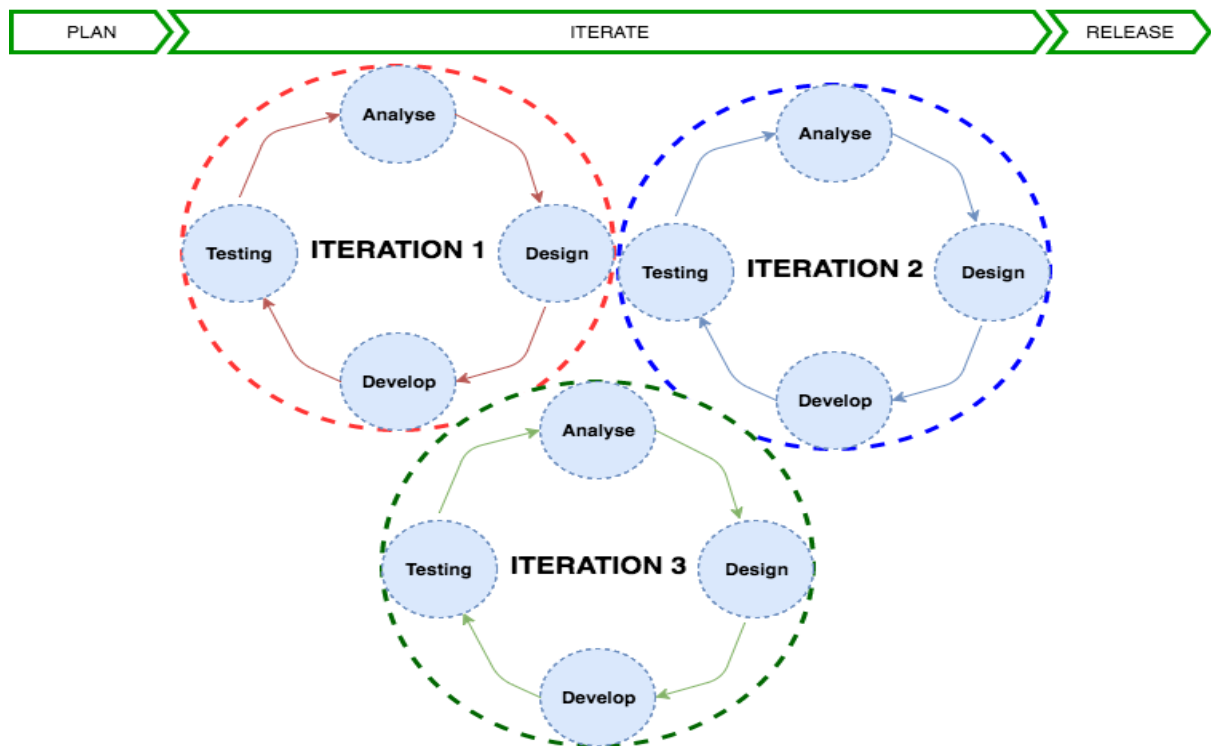 PLAN
ITERATE
RELEASE
Analyse
Testing
ITERATION 1
Design
Develop
Analyse
Testing
ITERATION 2
Design
Develop
Analyse
Testing
ITERATION 3
Design
Develop